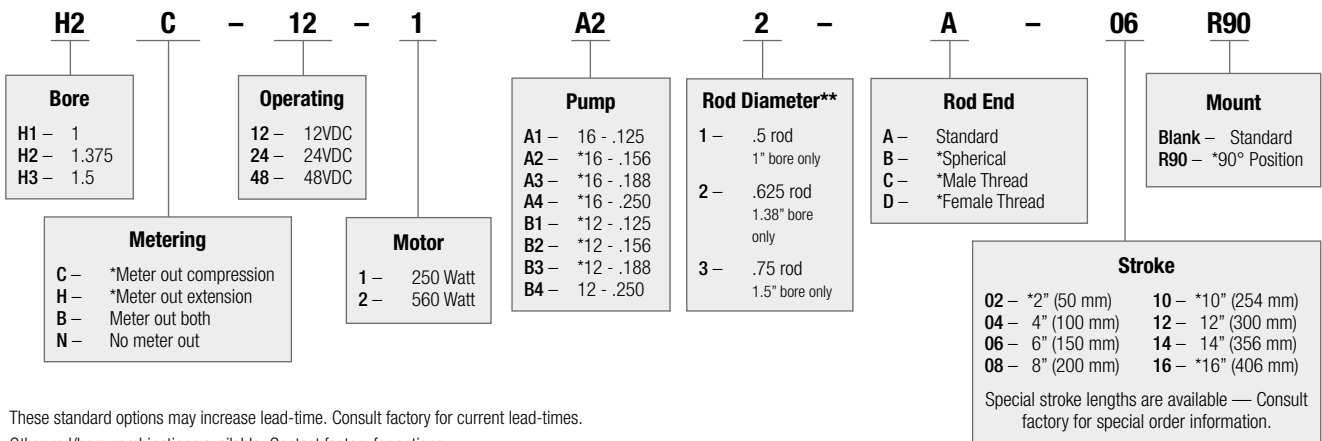 H2 C – 12 – 1 A2 2 – A – 06 R90
Bore
H1 – 1
H2 – 1.375
H3 – 1.5
Operating
12 – 12VDC
24 – 24VDC
48 – 48VDC
Metering
C – *Meter out compression
H – *Meter out extension
B – Meter out both
N – No meter out
Motor
1 – 250 Watt
2 – 560 Watt
Pump
A1 – 16 - .125
A2 – *16 - .156
A3 – *16 - .188
A4 – *16 - .250
B1 – *12 - .125
B2 – *12 - .156
B3 – *12 - .188
B4 – 12 - .250
Rod Diameter**
1 – .5 rod
1" bore only
2 – .625 rod
1.38" bore
only
3 – .75 rod
1.5" bore only
Rod End
A – Standard
B – *Spherical
C – *Male Thread
D – *Female Thread
Mount
Blank – Standard
R90 – *90° Position
Stroke
02 – *2” (50 mm) 10 – *10” (254 mm)
04 – 4” (100 mm) 12 – 12” (300 mm)
06 – 6” (150 mm) 14 – 14” (356 mm)
08 – 8” (200 mm) 16 – *16” (406 mm)
Special stroke lengths are available — Consult
factory for special order information.
These standard options may increase lead-time. Consult factory for current lead-times.